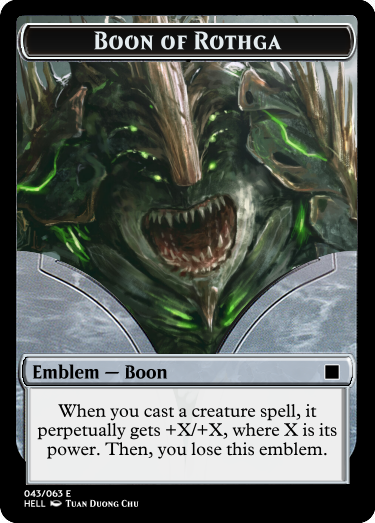 Boon of Rothga
Emblem — Boon
When you cast a creature spell, it
perpetually gets +X/+X, where X is its
power. Then, you lose this emblem.
043/063 E
HELL Tuan Duong Chu